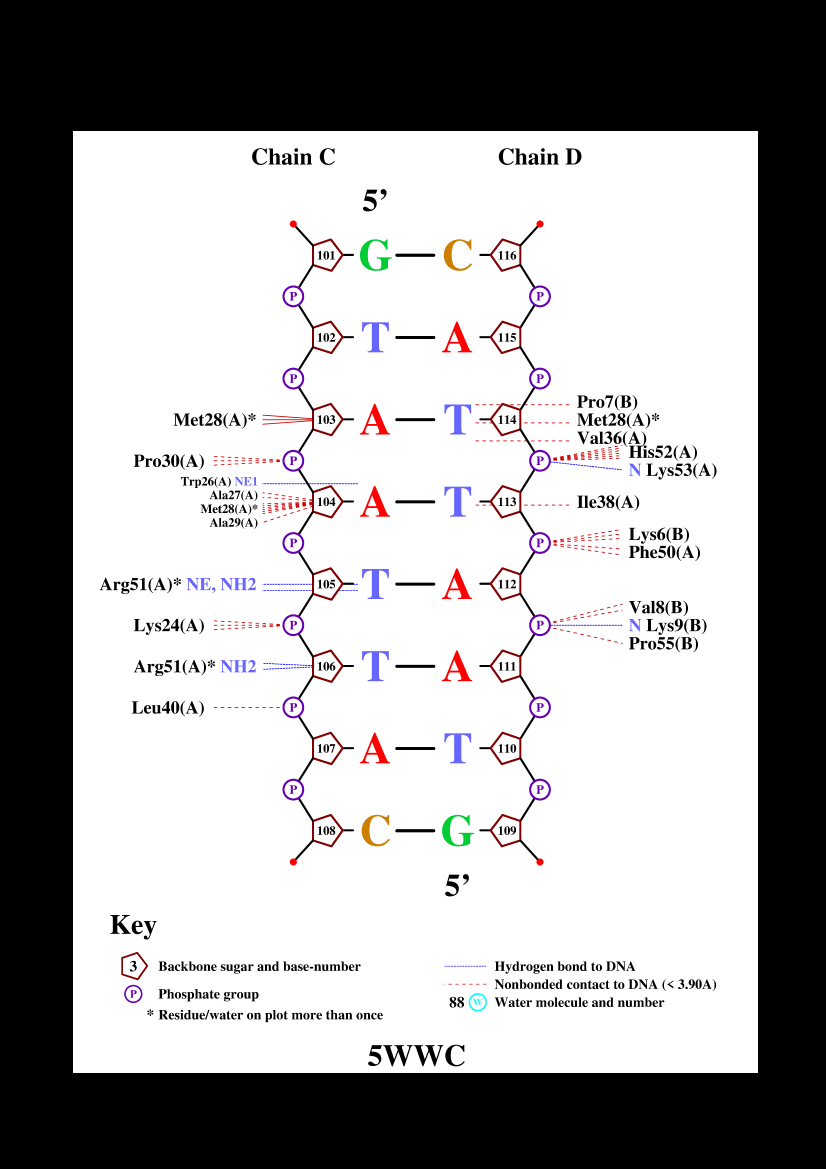 Chain C Chain D
5’
101 G C 116
P P
102 T A 115
P P
Pro7(B)
Met28(A)* 103 A T 114 Met28(A)*
Val36(A)
Pro30(A) P P His52(A)
N Lys53(A)
Trp26(A) NE1
Ala27(A)
104 A T 113 Ile38(A)
Met28(A)*
Ala29(A)
Lys6(B)
P P
Phe50(A)
Arg51(A)* NE, NH2 105 T A 112
Val8(B)
Lys24(A) P P N Lys9(B)
Pro55(B)
Arg51(A)* NH2 106 T A 111
Leu40(A) P P
107 A T 110
P P
108 C G 109
5’
Key
3 Backbone sugar and base-number
P Phosphate group
* Residue/water on plot more than once
Hydrogen bond to DNA
Nonbonded contact to DNA (< 3.90A)
88 W Water molecule and number
5WWC